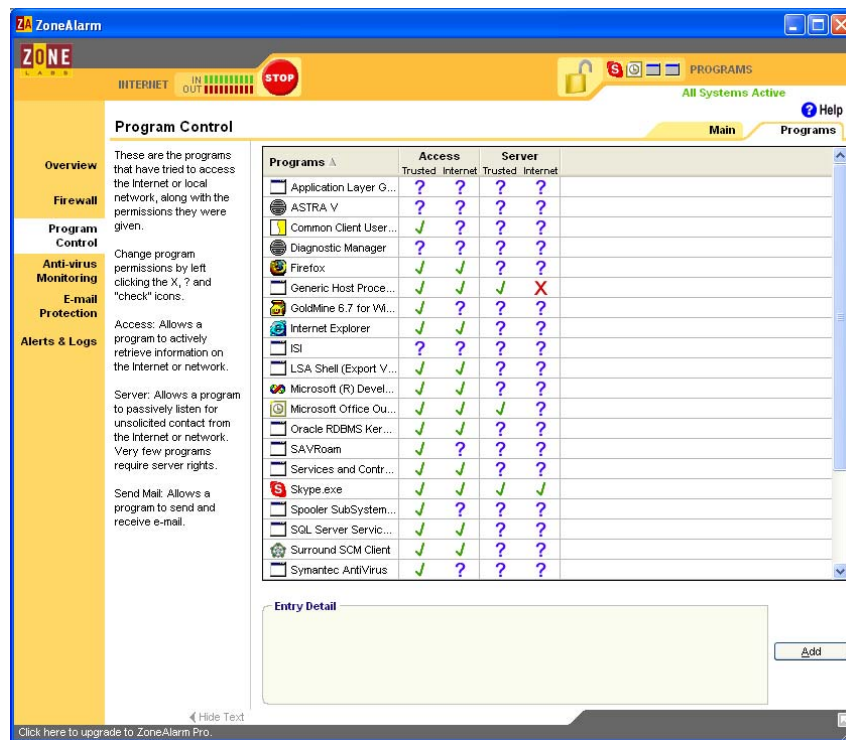 ZA ZoneAlarm
ZONE
LABS
INTERNET
IN
OUT
STOP
PROGRAMS
All Systems Active
? Help
Program Control
Main
Programs
Overview
Firewall
Program
Control
Anti-virus
Monitoring
E-mail
Protection
Alerts & Logs
These are the programs
that have tried to access
the Internet or local
network, along with the
permissions they were
given.
Change program
permissions by left
clicking the X, ? and
"check" icons.
Access: Allows a
program to actively
retrieve information on
the Internet or network.
Server: Allows a program
to passively listen for
unsolicited contact from
the Internet or network.
Very few programs
require server rights.
Send Mail: Allows a
program to send and
receive e-mail.
Hide Text
Programs Access Server
Trusted Internet Trusted Internet
Application Layer G... ? ? ? ?
ASTRA V ? ? ? ?
Common Client User... ✓ ? ? ?
Diagnostic Manager ? ? ? ?
Firefox ✓ ✓ ? ?
Generic Host Proce... ✓ ✓ ✓ X
GoldMine 6.7 for Wi... ✓ ? ? ?
Internet Explorer ✓ ✓ ? ?
ISI ? ? ? ?
LSA Shell (Export V... ✓ ✓ ? ?
Microsoft (R) Devel... ✓ ✓ ? ?
Microsoft Office Ou... ✓ ✓ ✓ ?
Oracle RDBMS Ker... ✓ ✓ ? ?
SAVRoam ✓ ? ? ?
Services and Contr... ✓ ✓ ? ?
Skype.exe ✓ ✓ ✓ ✓
Spooler SubSystem... ✓ ? ? ?
SQL Server Servic... ✓ ✓ ? ?
Surround SCM Client ✓ ✓ ? ?
Symantec AntiVirus ✓ ? ? ?
Entry Detail
Add
Click here to upgrade to ZoneAlarm Pro.